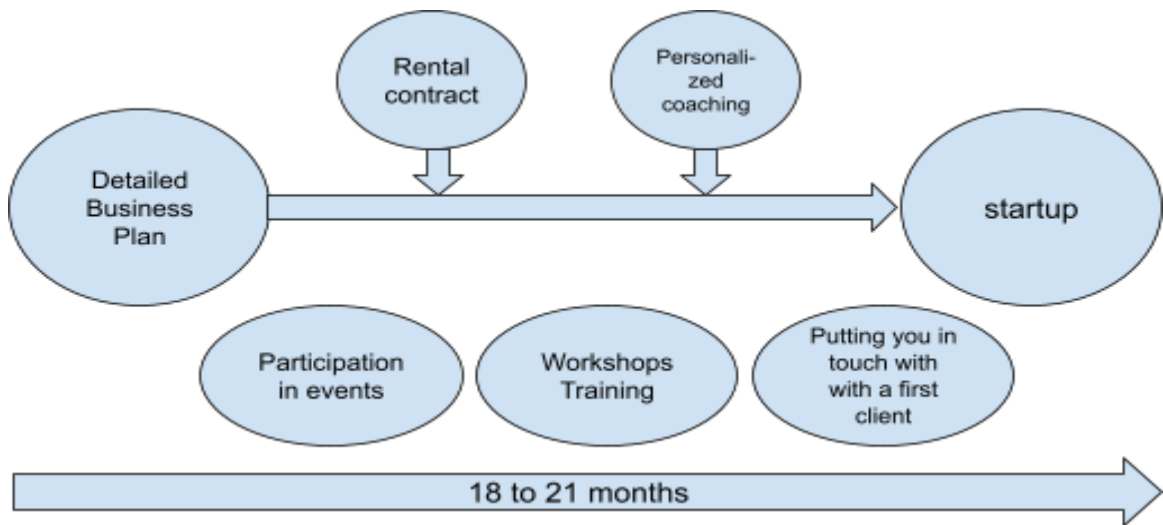 Rental
contract
Personali-
zed
coaching
Detailed
Business
Plan
startup
Participation
in events
Workshops
Training
Putting you in
touch with
with a first
client
18 to 21 months